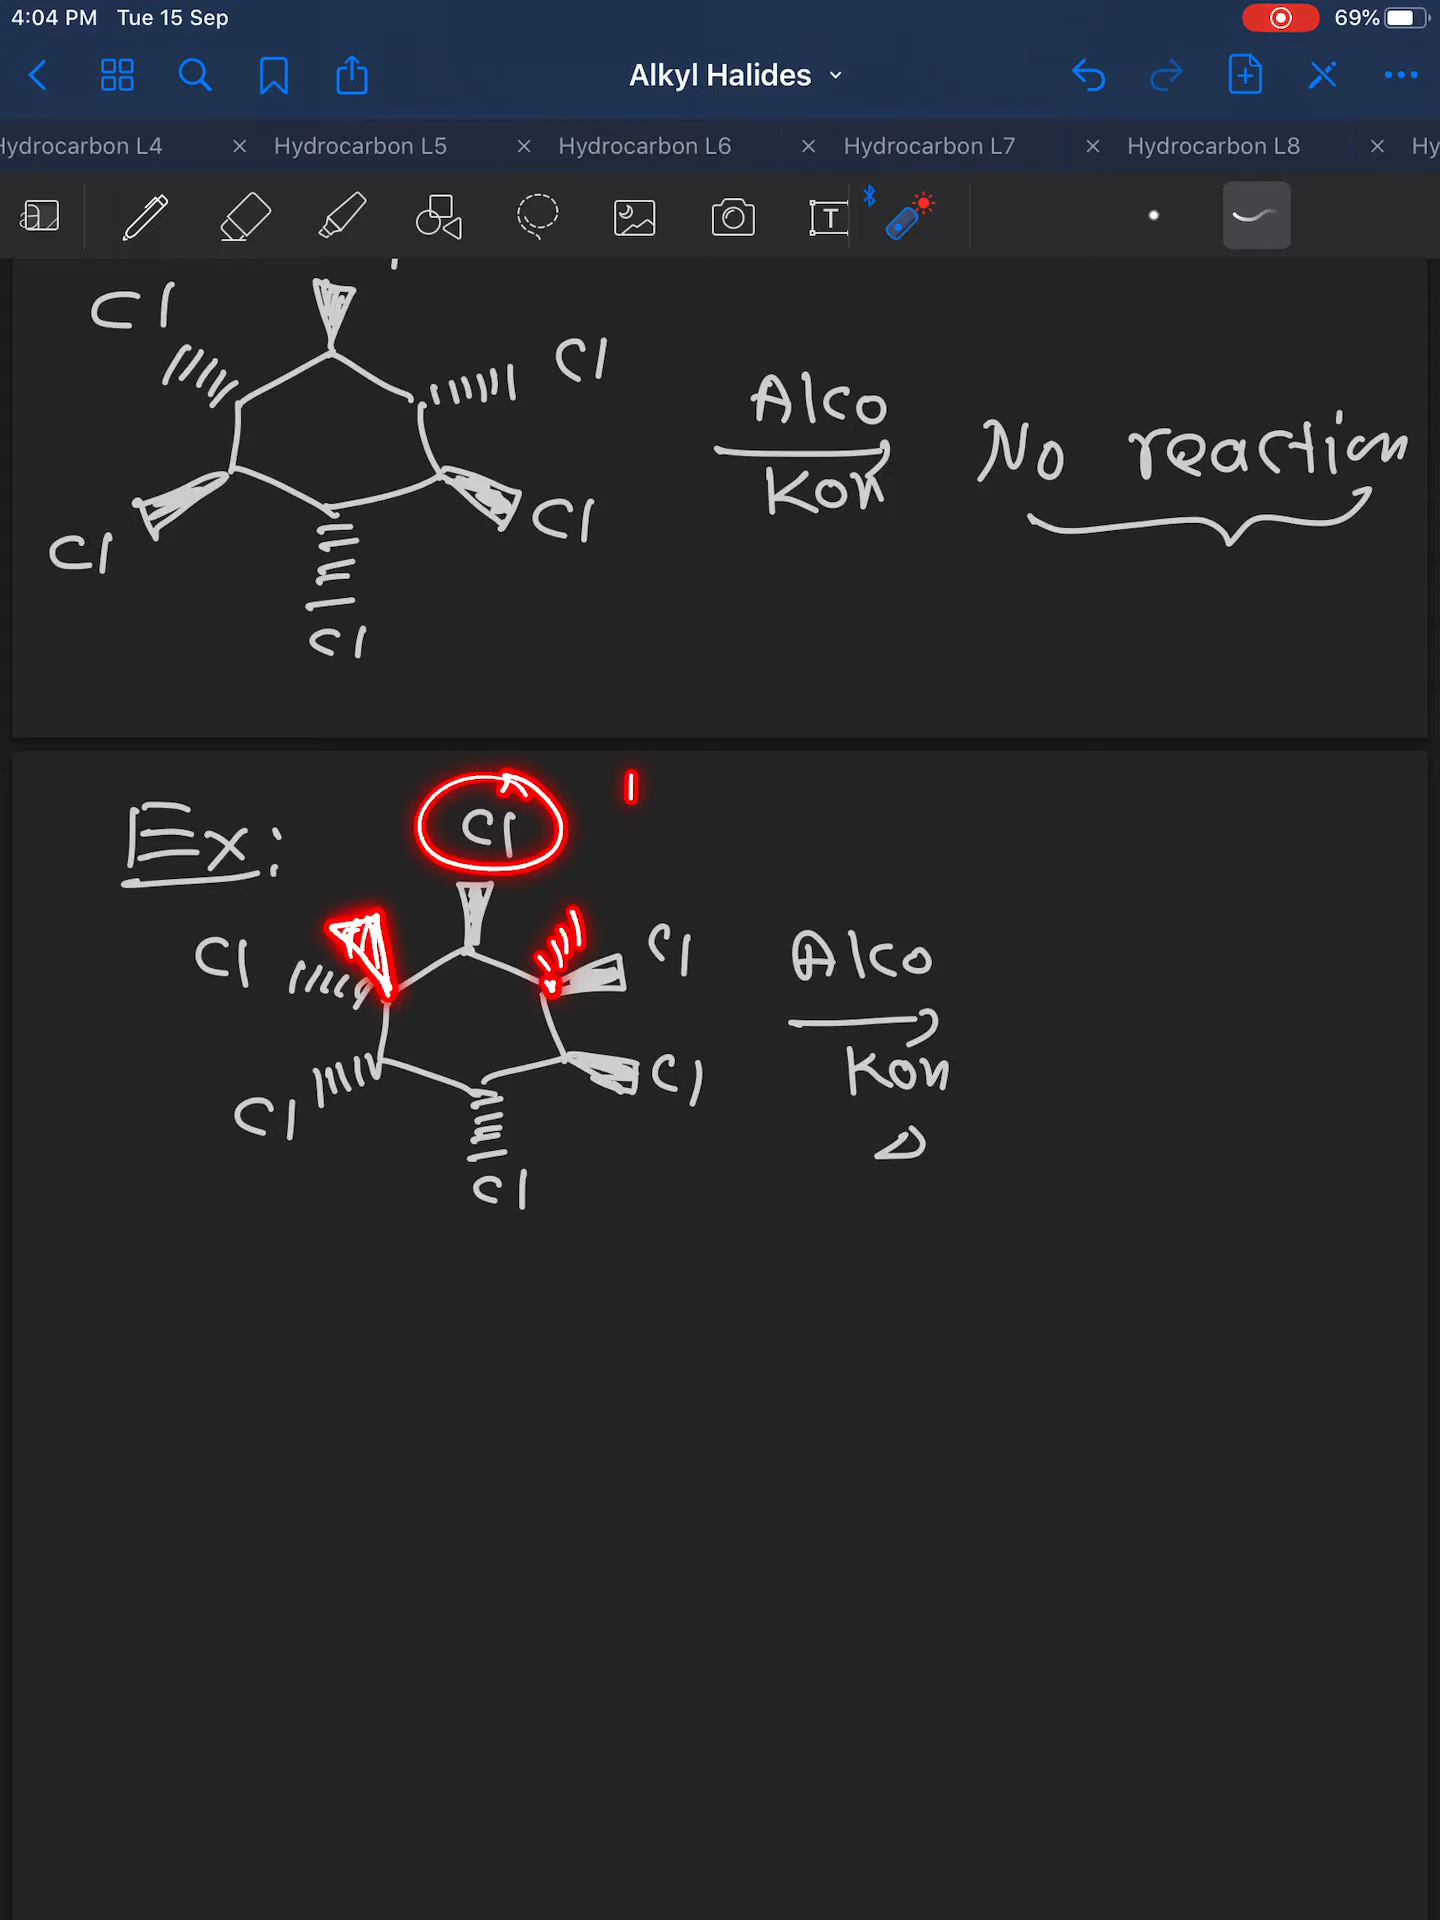 4:04 PM Tue 15 Sep
69%
Alkyl Halides
Hydrocarbon L4
Hydrocarbon L5
Hydrocarbon L6
Hydrocarbon L7
Hydrocarbon L8
Hy
T
Cl
Cl
Alco
KOH
No reaction
Cl
Cl
Cl
Ex:
Cl
1
Cl
Cl
Alco
KOH
Δ
Cl
Cl
Cl